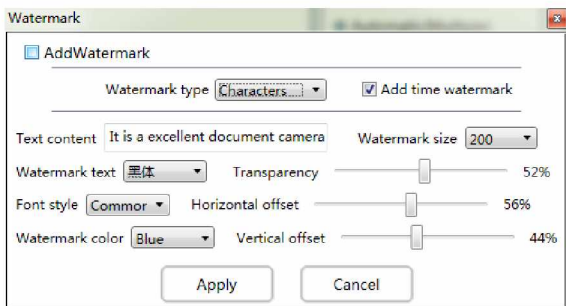 Watermark
AddWatermark
Watermark type Characters Add time watermark
Text content It is a excellent document camera Watermark size 200
Watermark text 黑体 Transparency 52%
Font style Commor Horizontal offset 56%
Watermark color Blue Vertical offset 44%
Apply Cancel